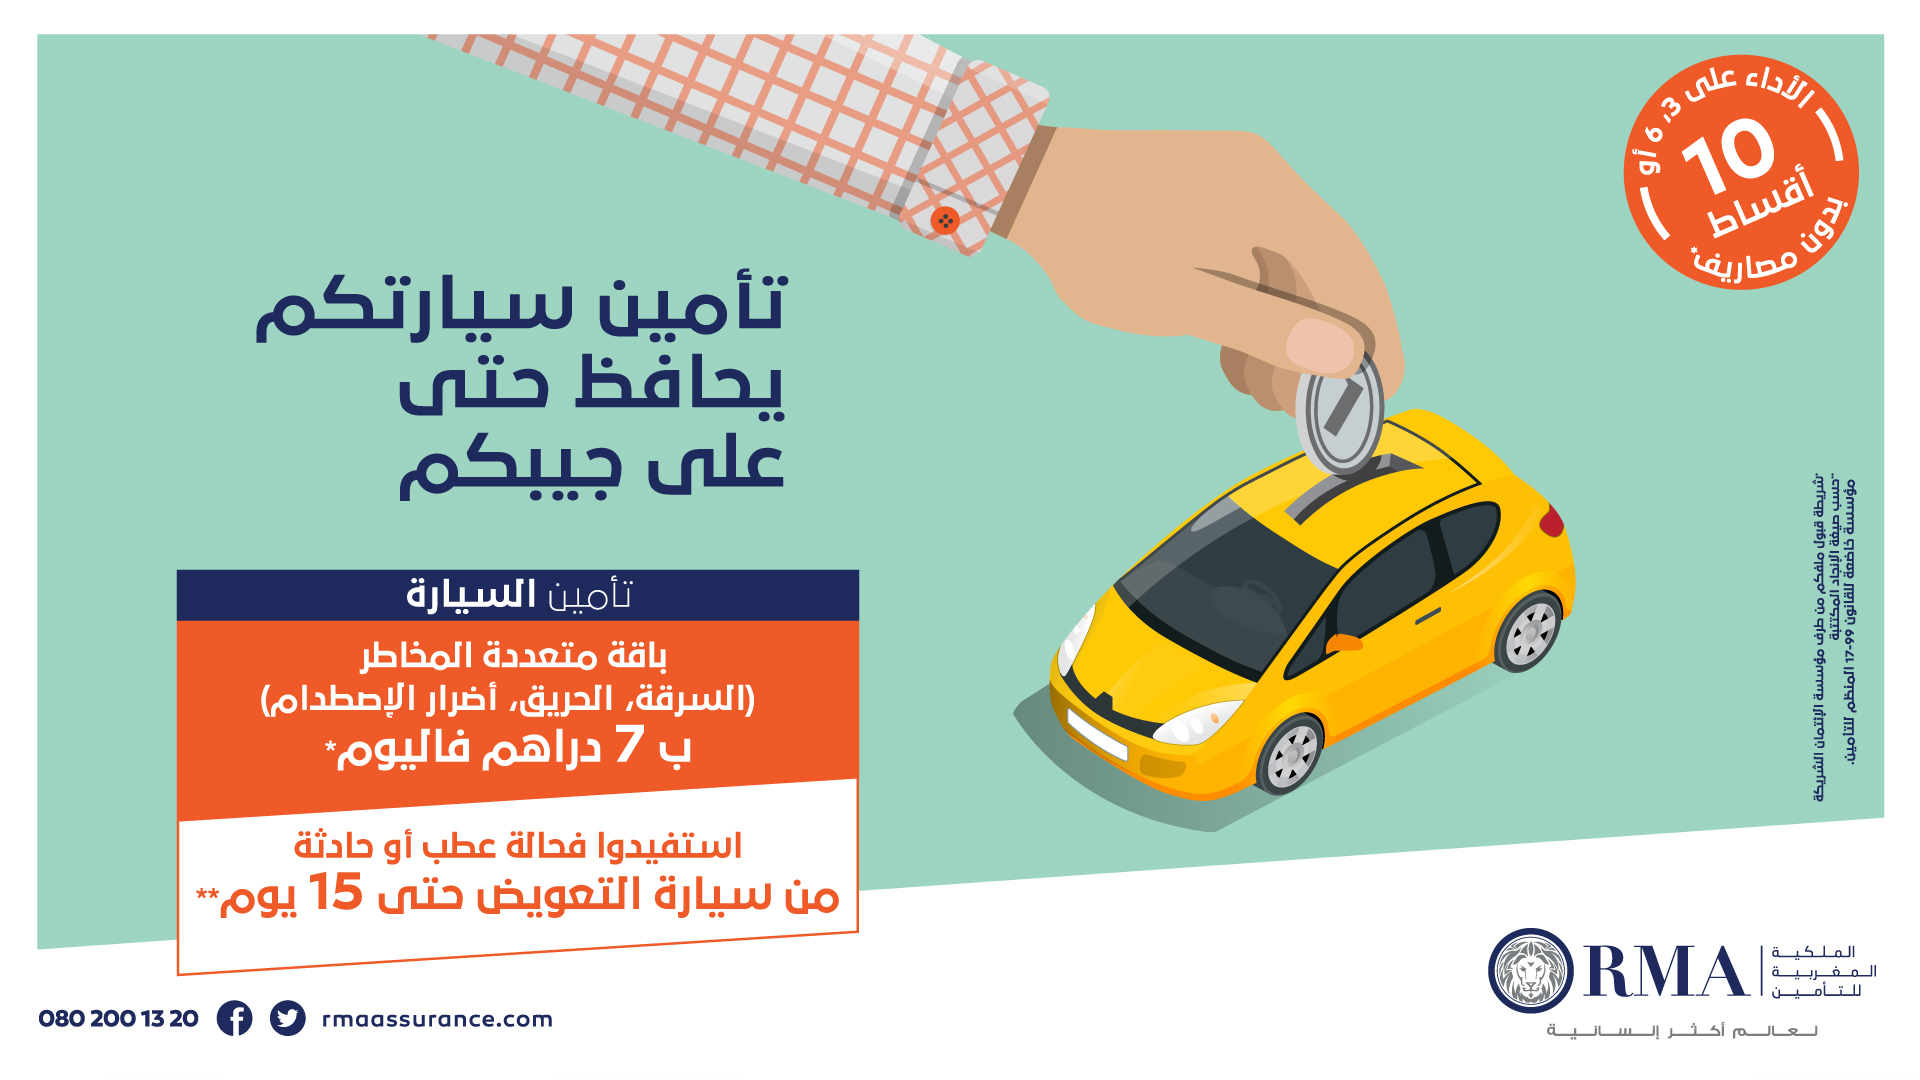 الأداء على 3، 6 أو
10
أقساط
بدون مصاريف*
تأمين سيارتكم
يحافظ حتى
على جيبكم
تأمين السيارة
باقة متعددة المخاطر
(السرقة، الحريق، أضرار الإصطدام)
ب 7 دراهم فاليوم*
استفيدوا فحالة عطب أو حادثة
من سيارة التعويض حتى 15 يوم**
*شريطة قبول ملفكم من طرف مؤسسة الإئتمان الشريكة
**حسب صيغة الإنجاد المكتتبة
مؤسسة خاضعة للقانون 99-17 المنظم للتأمين.
RMA
الملكية
المغربية
للتأمين
لعالم أكثر إنسانية
080 200 13 20
rmaassurance.com